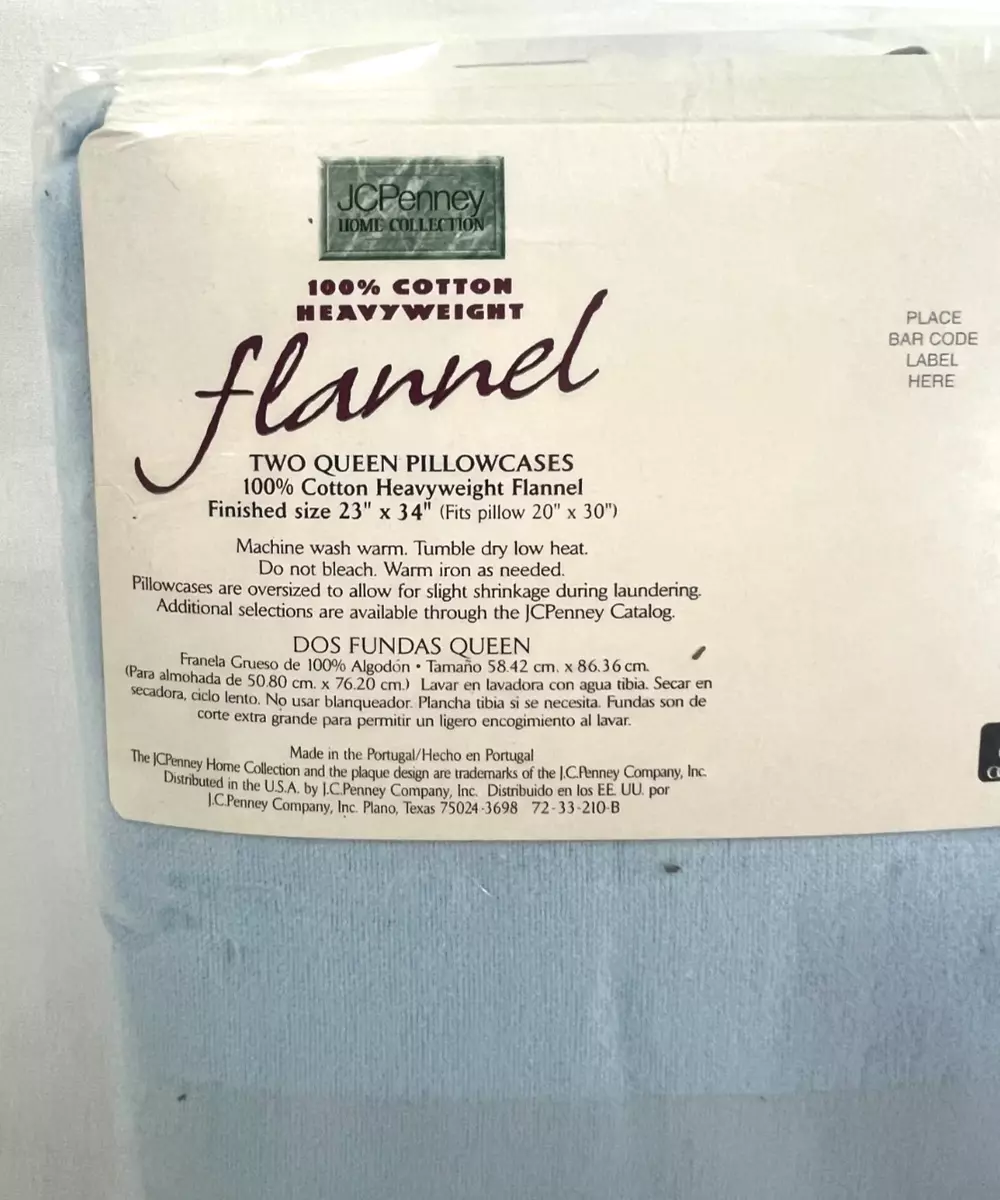 JCPenney
HOME COLLECTION
100% COTTON
HEAVYWEIGHT
flannel
PLACE
BAR CODE
LABEL
HERE
TWO QUEEN PILLOWCASES
100% Cotton Heavyweight Flannel
Finished size 23" x 34" (Fits pillow 20" x 30")
Machine wash warm. Tumble dry low heat.
Do not bleach. Warm iron as needed.
Pillowcases are oversized to allow for slight shrinkage during laundering.
Additional selections are available through the JCPenney Catalog.
DOS FUNDAS QUEEN
Franela Grueso de 100% Algodón • Tamaño 58.42 cm. x 86.36 cm.
(Para almohada de 50.80 cm. x 76.20 cm.) Lavar en lavadora con agua tibia. Secar en
secadora, ciclo lento. No usar blanqueador. Plancha tibia si se necesita. Fundas son de
corte extra grande para permitir un ligero encogimiento al lavar.
Made in the Portugal/Hecho en Portugal
The JCPenney Home Collection and the plaque design are trademarks of the J.C.Penney Company, Inc.
Distributed in the U.S.A. by J.C.Penney Company, Inc. Distribuido en los EE. UU. por
J.C.Penney Company, Inc. Plano, Texas 75024-3698 72-33-210-B